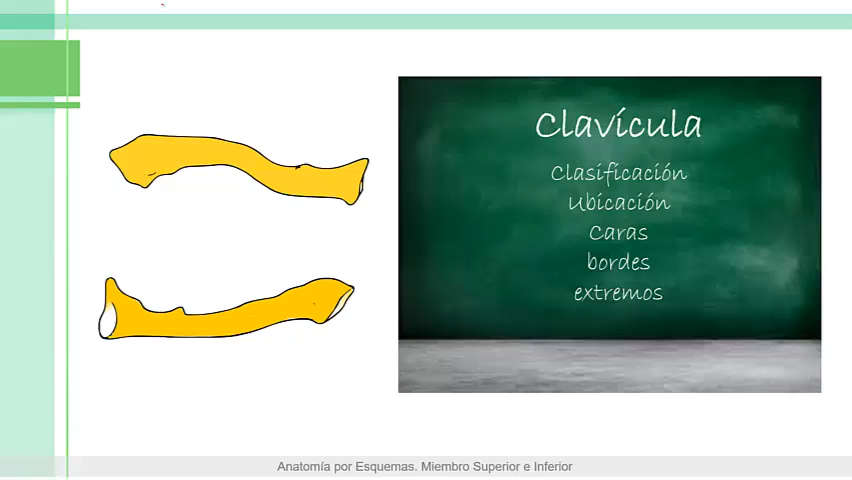 Clavícula
Clasificación
Ubicación
Caras
bordes
extremos
Anatomía por Esquemas. Miembro Superior e Inferior